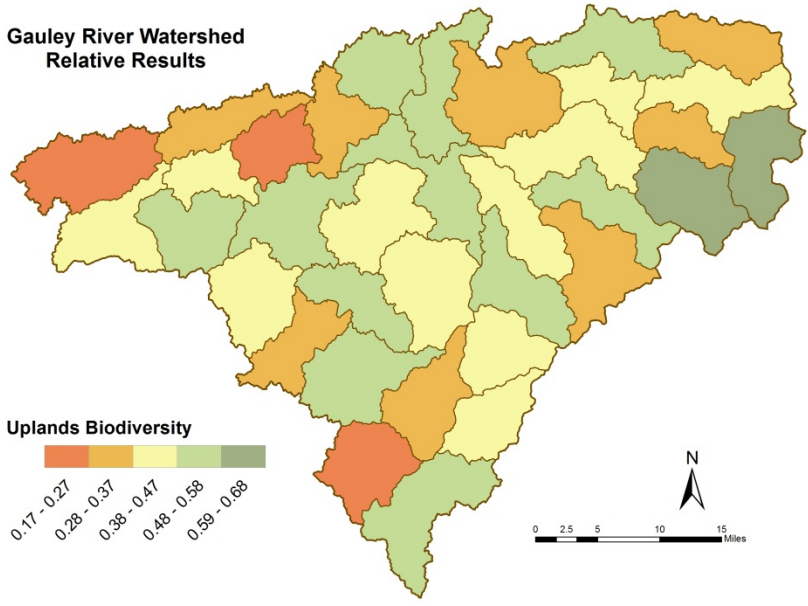 Gauley River Watershed
Relative Results
Uplands Biodiversity
0.17 - 0.27
0.28 - 0.37
0.38 - 0.47
0.48 - 0.58
0.59 - 0.68
N
0 2.5 5 10 15
Miles